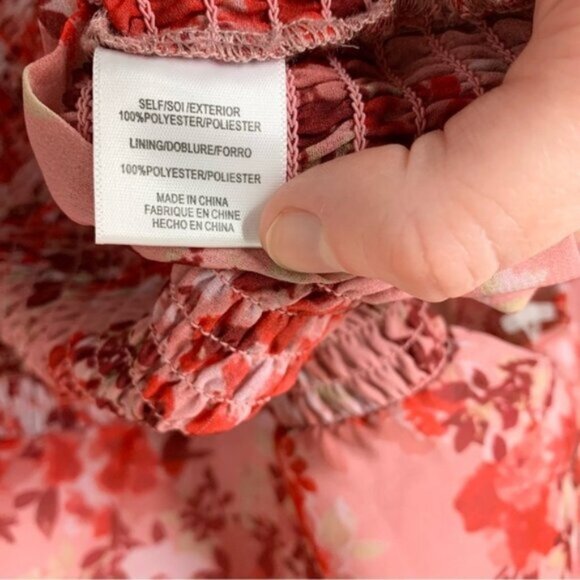 SELF/SOI/EXTERIOR
100%POLYESTER/POLIESTER
LINING/DOBLURE/FORRO
100%POLYESTER/POLIESTER
MADE IN CHINA
FABRIQUE EN CHINE
HECHO EN CHINA